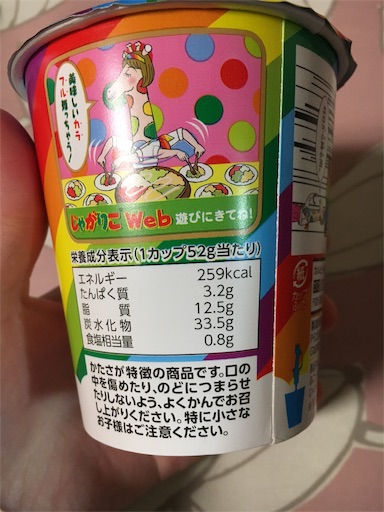 美味しいカラ
フル盛っちゃう!
じゃがりこWeb 遊びにきてね!
栄養成分表示(1カップ52g当たり)
エネルギー 259kcal
たんぱく質 3.2g
脂質 12.5g
炭水化物 33.5g
食塩相当量 0.8g
かたさが特徴の商品です。口の
中を傷めたり、のどにつまらせ
たりしないよう、よくかんでお召
し上がりください。特に小さな
お子様はご注意ください。